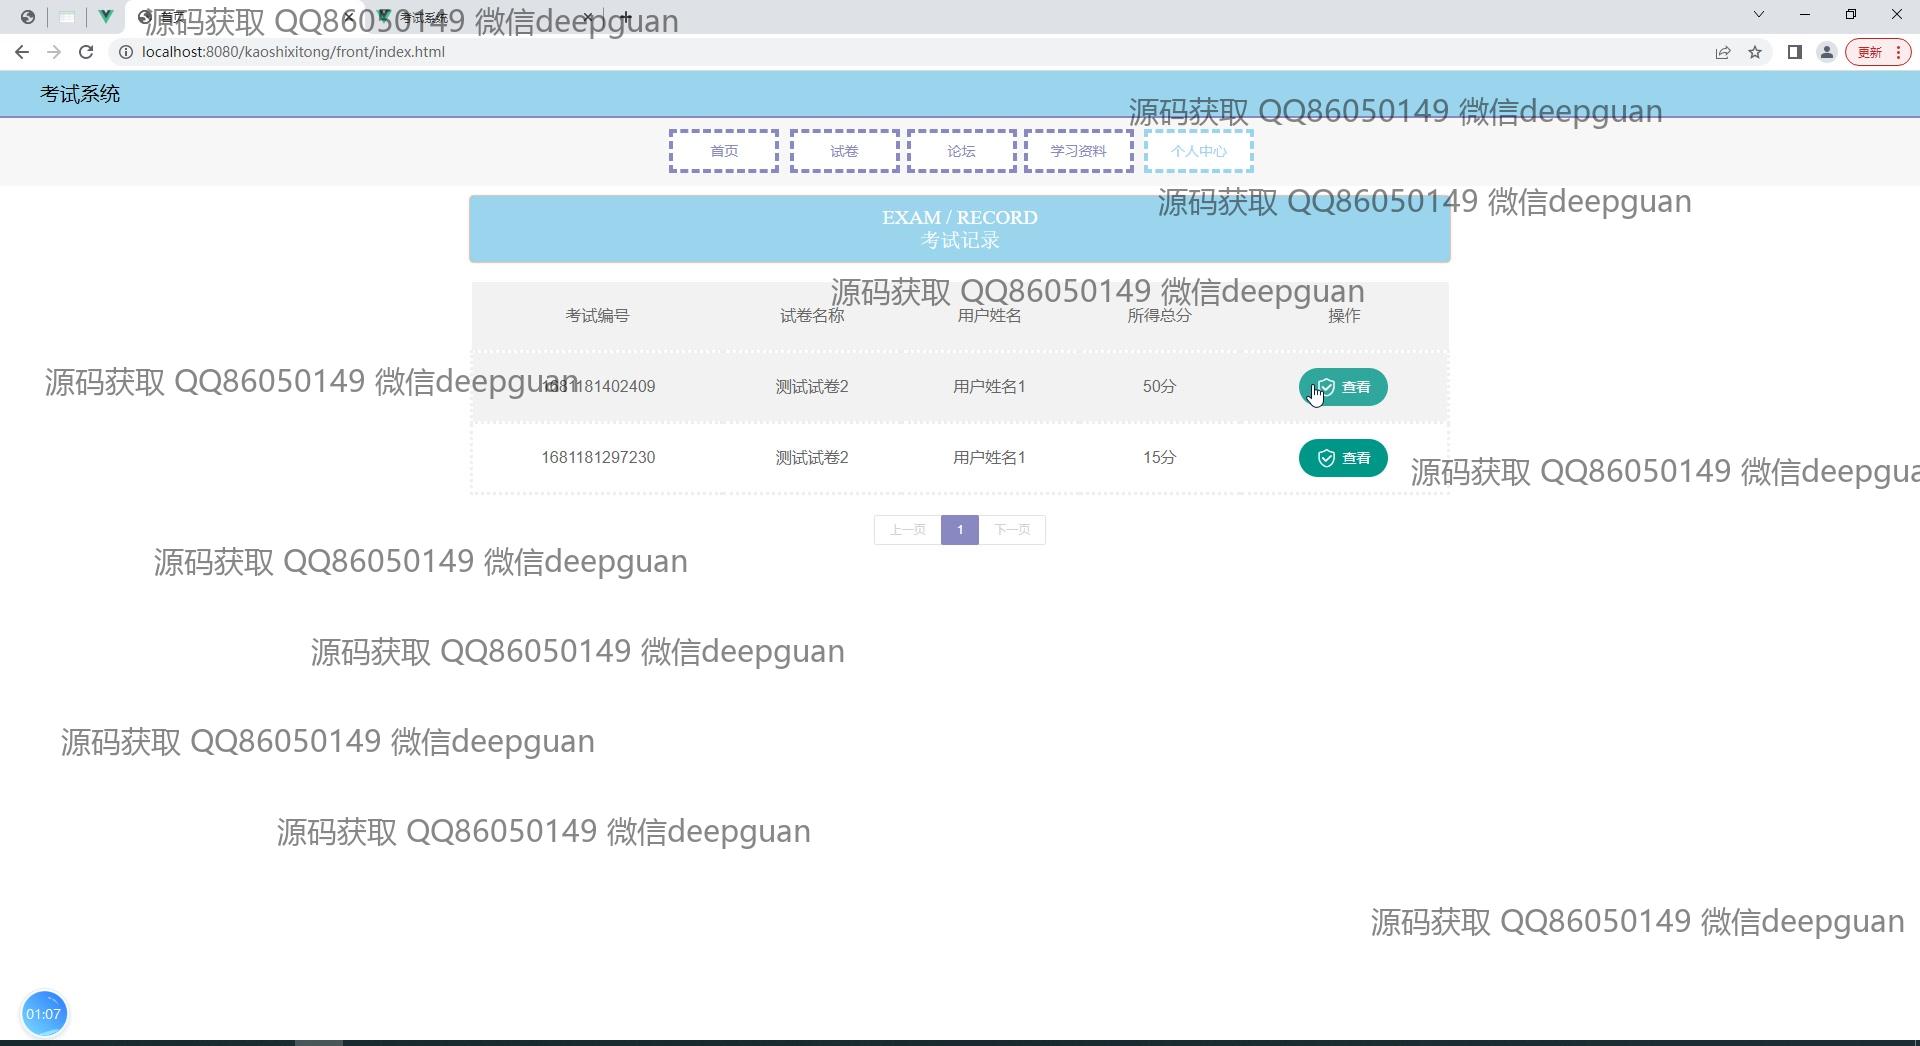 首页
考试系统
源码获取 QQ86050149 微信deepguan
localhost:8080/kaoshixitong/front/index.html
更新
考试系统
源码获取 QQ86050149 微信deepguan
首页
试卷
论坛
学习资料
个人中心
源码获取 QQ86050149 微信deepguan
EXAM / RECORD
考试记录
源码获取 QQ86050149 微信deepguan
考试编号 试卷名称 用户姓名 所得总分 操作
源码获取 QQ86050149 微信deepguan
1681181402409 测试试卷2 用户姓名1 50分 查看
1681181297230 测试试卷2 用户姓名1 15分 查看
源码获取 QQ86050149 微信deepgua
上一页 1 下一页
源码获取 QQ86050149 微信deepguan
源码获取 QQ86050149 微信deepguan
源码获取 QQ86050149 微信deepguan
源码获取 QQ86050149 微信deepguan
源码获取 QQ86050149 微信deepguan
01:07